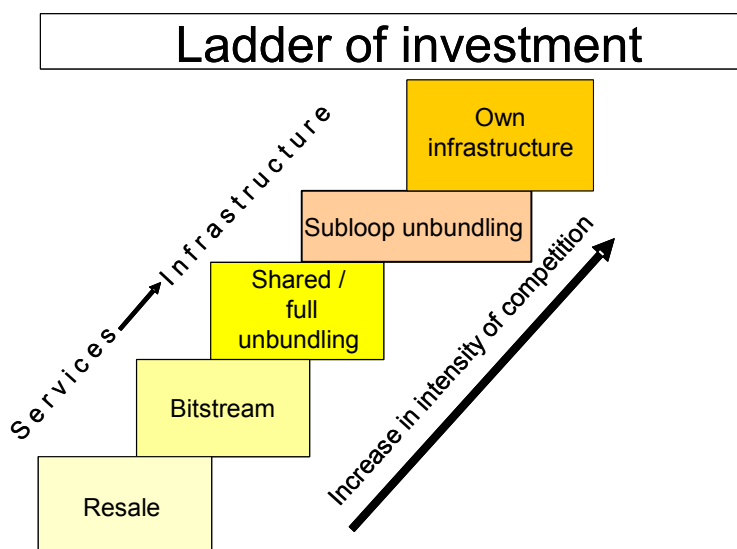 Ladder of investment
Own
infrastructure
Services → Infrastructure
Subloop unbundling
Shared /
full
unbundling
Increase in intensity of competition
Bitstream
Resale